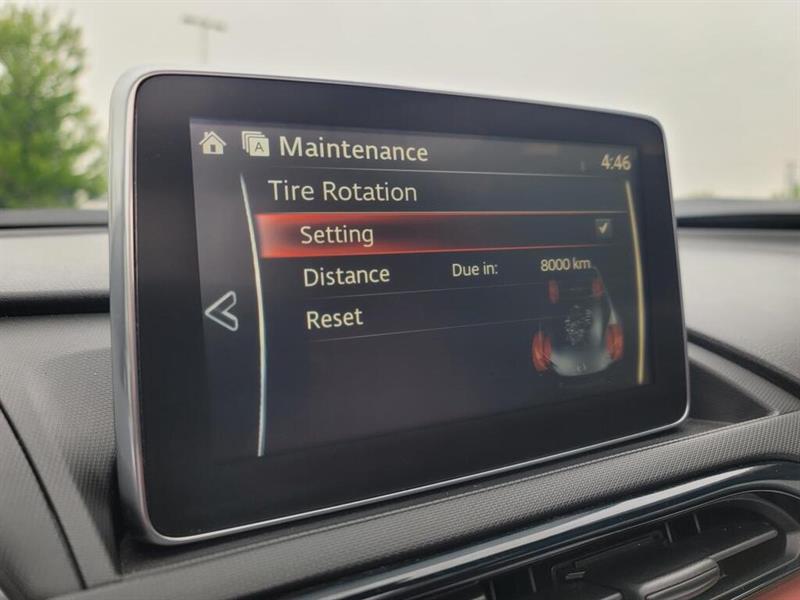 A Maintenance 4:46
Tire Rotation
Setting
Distance Due in: 8000 km
Reset